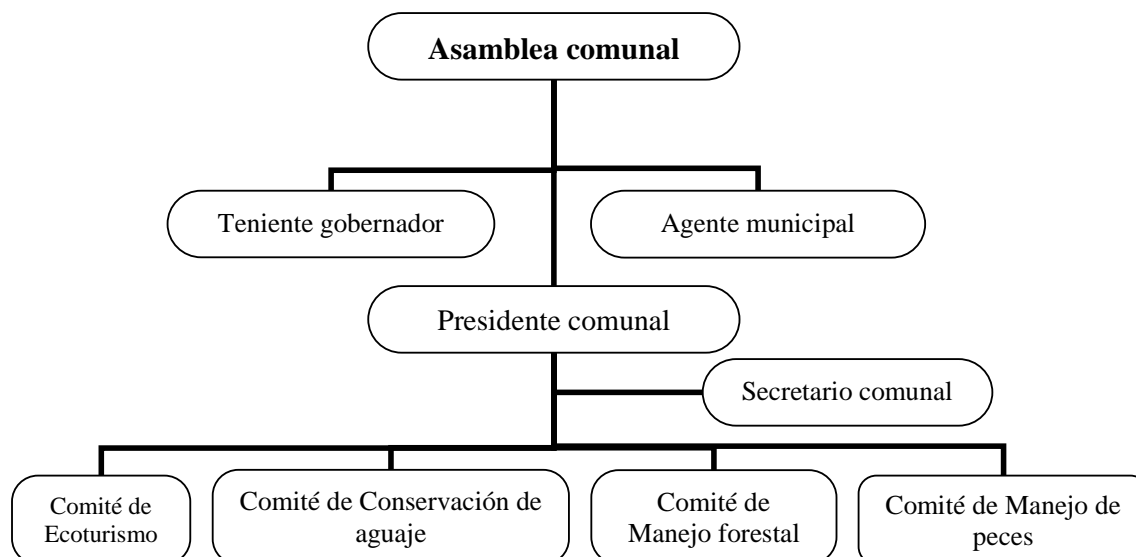 Asamblea comunal
Teniente gobernador
Agente municipal
Presidente comunal
Secretario comunal
Comité de
Ecoturismo
Comité de Conservación de
aguaje
Comité de
Manejo forestal
Comité de Manejo de
peces